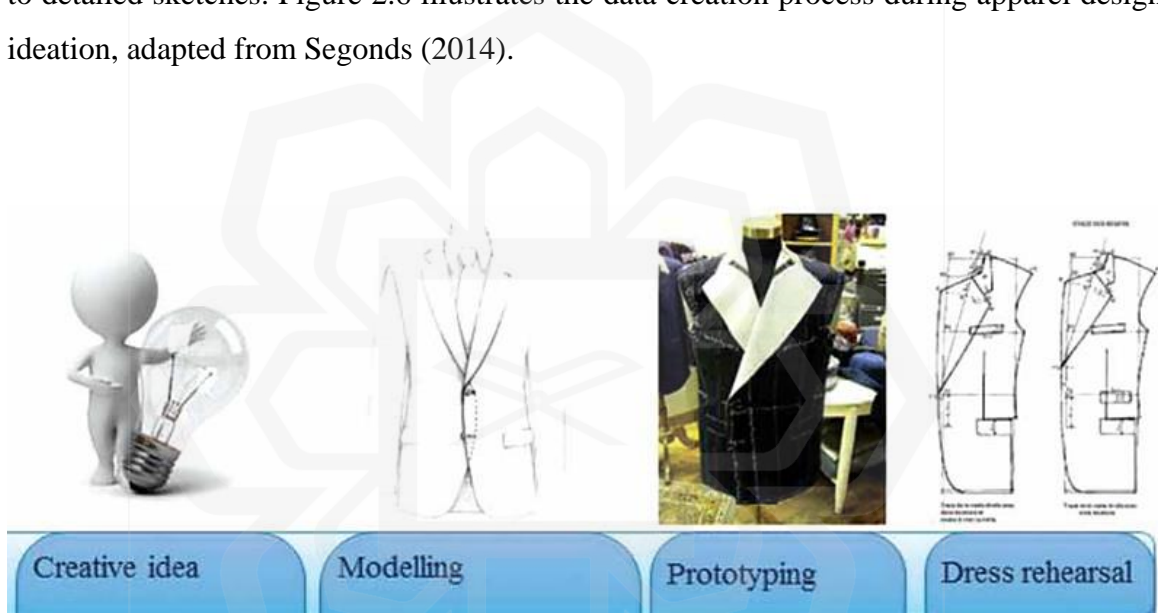 to detailed sketches. Figure 2.6 illustrates the data creation process during apparel design
ideation, adapted from Segonds (2014).
Creative idea
Modelling
Prototyping
Dress rehearsal